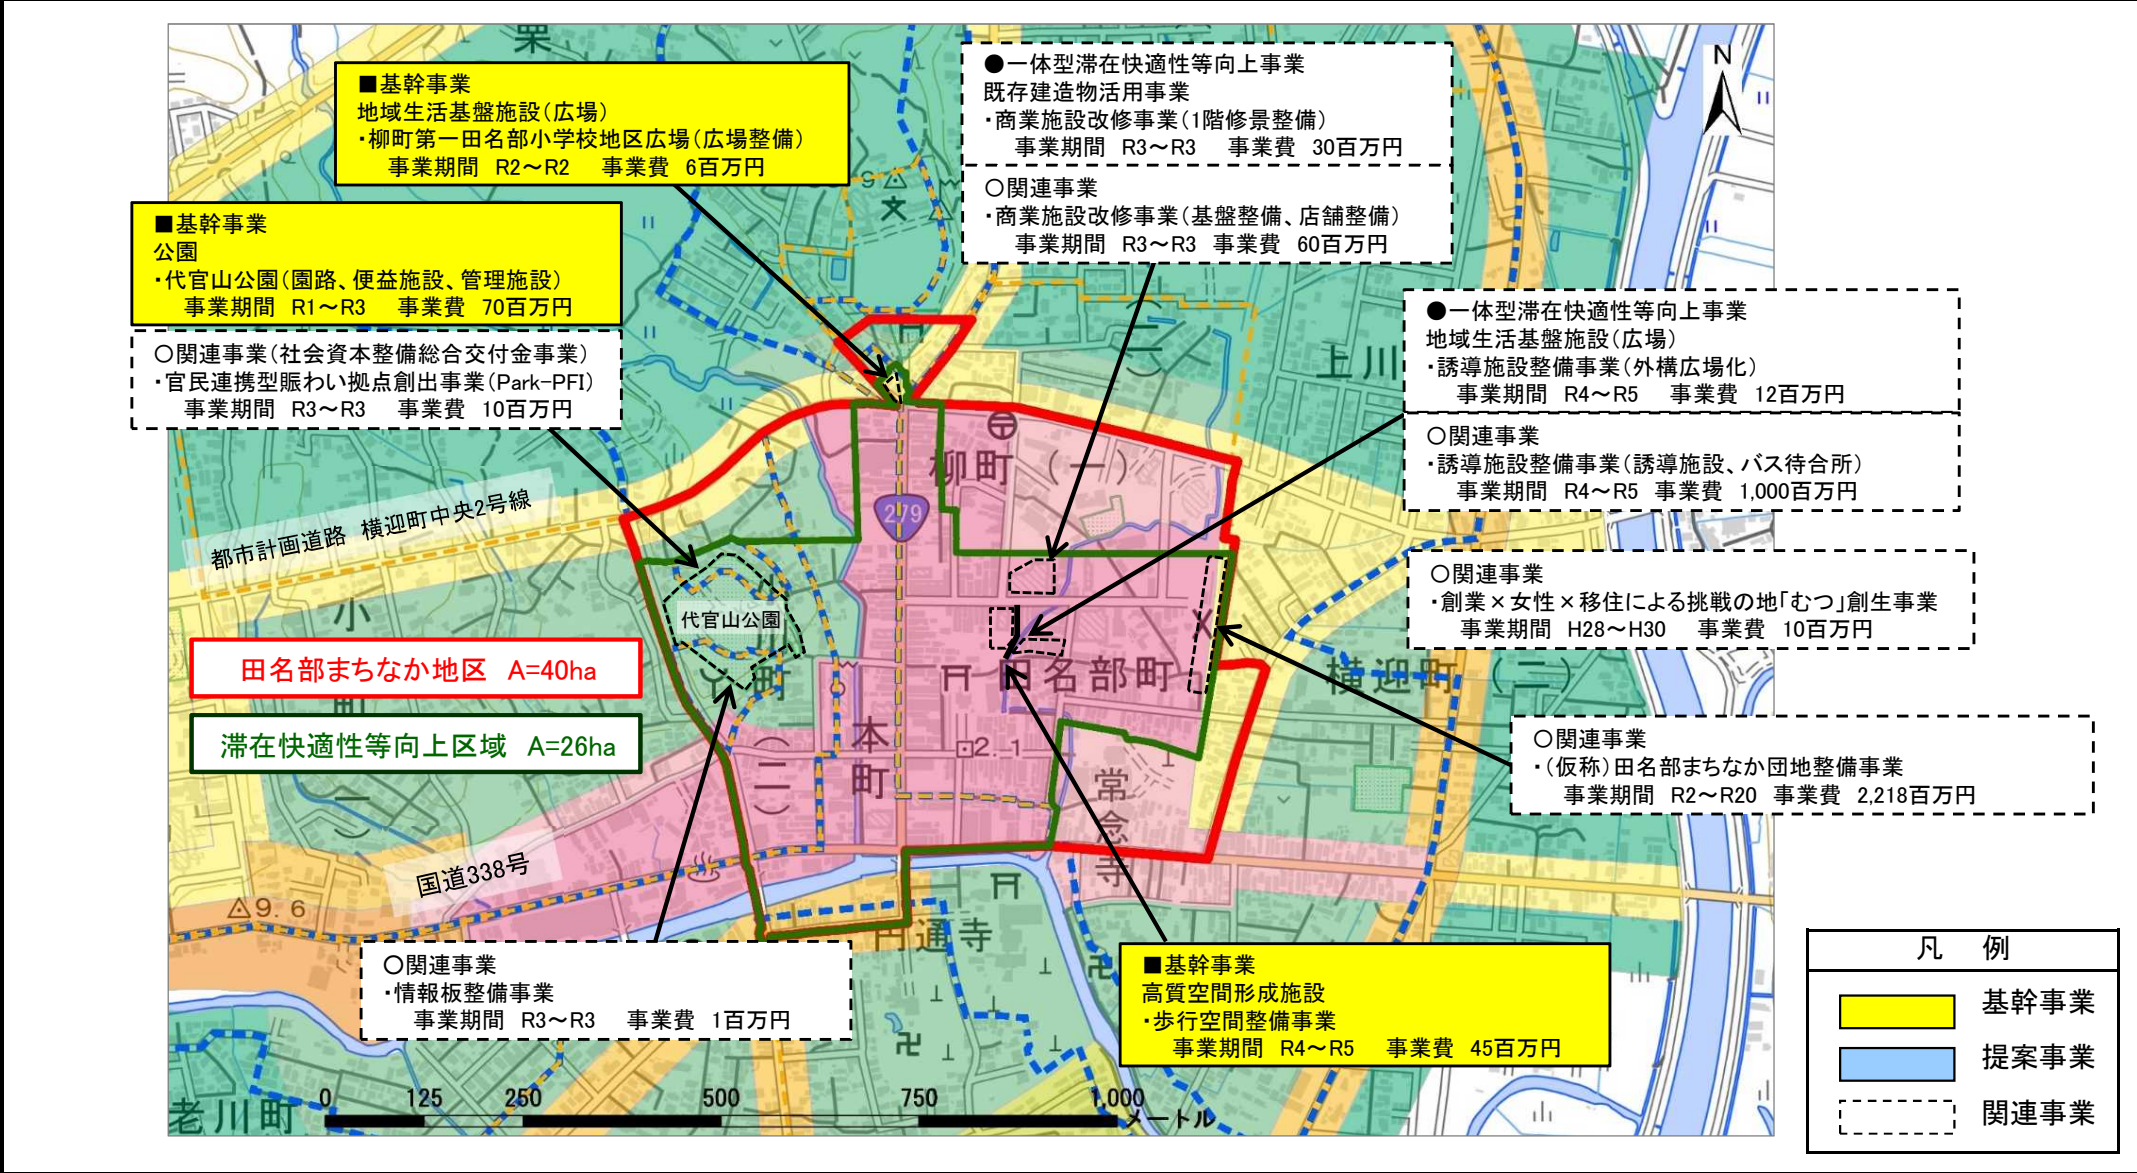 ■基幹事業
地域生活基盤施設(広場)
・柳町第一田名部小学校地区広場(広場整備)
事業期間 R2～R2 事業費 6百万円
●一体型滞在快適性等向上事業
既存建造物活用事業
・商業施設改修事業(1階修景整備)
事業期間 R3～R3 事業費 30百万円
○関連事業
・商業施設改修事業(基盤整備、店舗整備)
事業期間 R3～R3 事業費 60百万円
N
■基幹事業
公園
・代官山公園(園路、便益施設、管理施設)
事業期間 R1～R3 事業費 70百万円
○関連事業(社会資本整備総合交付金事業)
・官民連携型賑わい拠点創出事業(Park-PFI)
事業期間 R3～R3 事業費 10百万円
●一体型滞在快適性等向上事業
地域生活基盤施設(広場)
・誘導施設整備事業(外構広場化)
事業期間 R4～R5 事業費 12百万円
○関連事業
・誘導施設整備事業(誘導施設、バス待合所)
事業期間 R4～R5 事業費 1,000百万円
○関連事業
・創業×女性×移住による挑戦の地「むつ」創生事業
事業期間 H28～H30 事業費 10百万円
○関連事業
・(仮称)田名部まちなか団地整備事業
事業期間 R2～R20 事業費 2,218百万円
都市計画道路 横迎町中央2号線
上川
柳町(一)
(二)
279
代官山公園
小
町
(一)
田名部まちなか地区 A=40ha
滞在快適性等向上区域 A=26ha
田名部町
横迎町(二)
本町
(二)
2.1
常念寺
国道338号
9.6
円通寺
○関連事業
・情報板整備事業
事業期間 R3～R3 事業費 1百万円
■基幹事業
高質空間形成施設
・歩行空間整備事業
事業期間 R4～R5 事業費 45百万円
老川町
0 125 250 500 750 1,000
メートル
凡 例
基幹事業
提案事業
関連事業